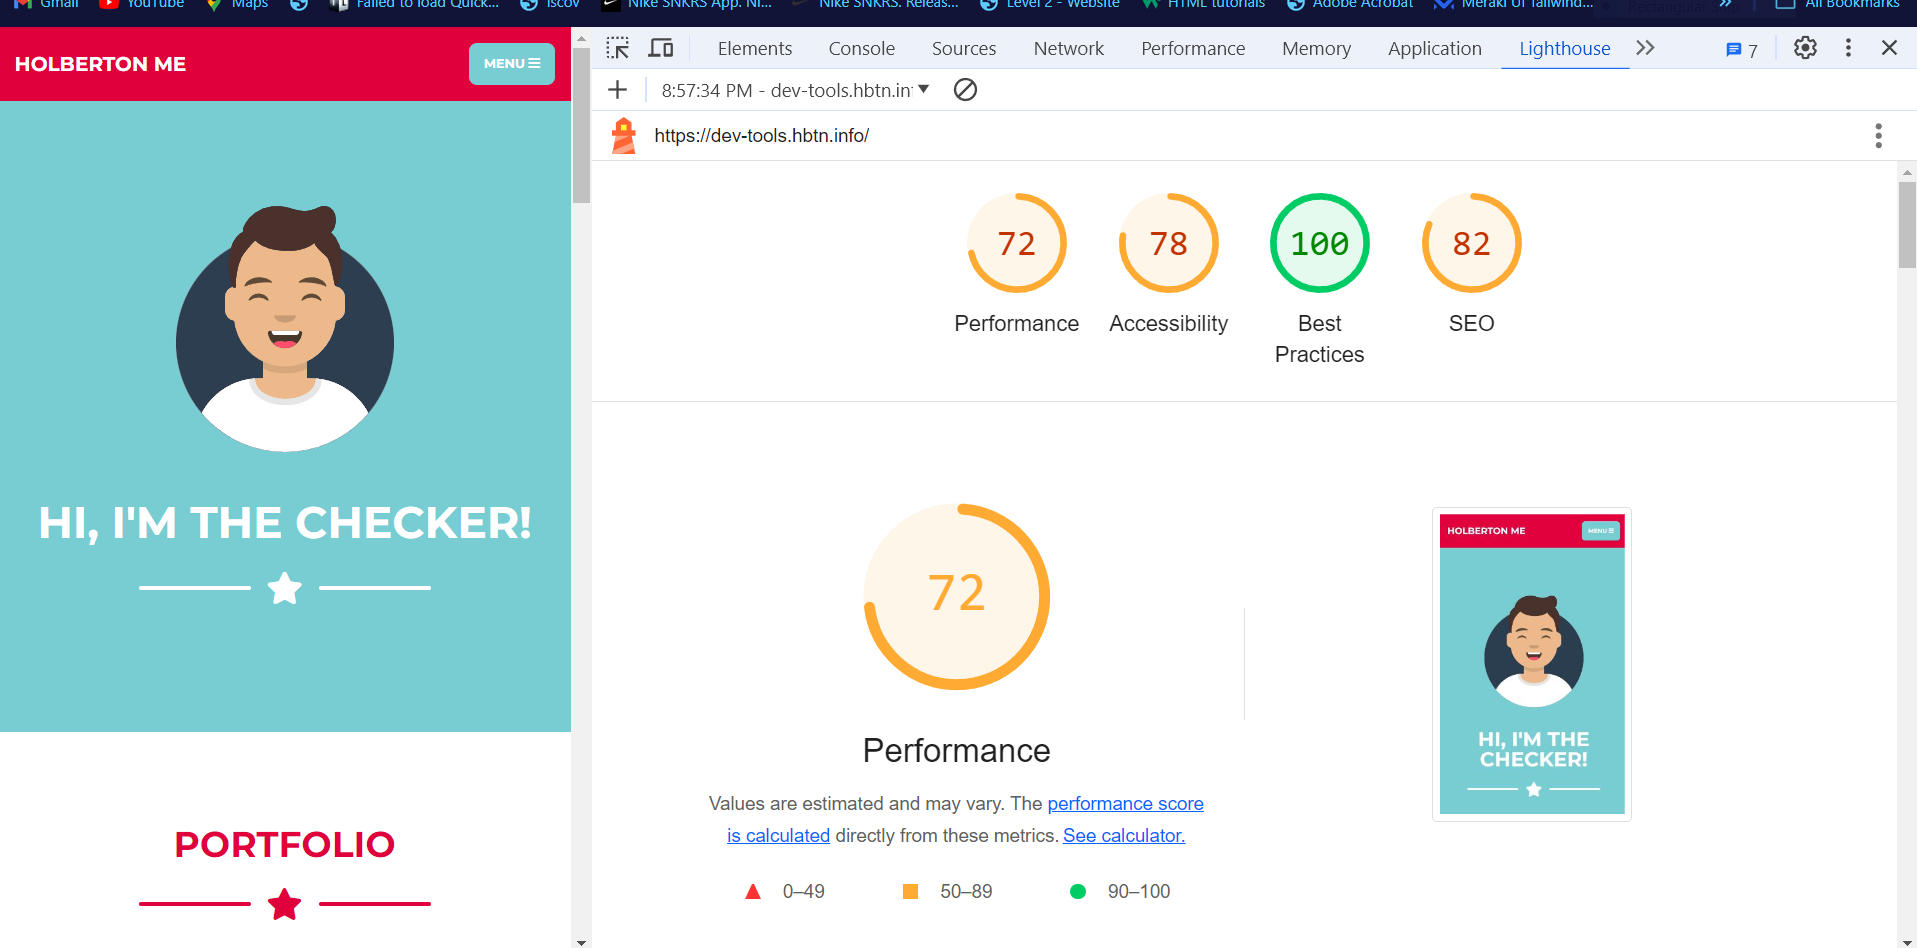 Gmail YouTube Maps Failed to load Quick... iscov Nike SNKRS App. Ni... Nike SNKRS. Releas... Level 2 - Website HTML tutorials Adobe Acrobat Meraki UI Tailwind... All Bookmarks
HOLBERTON ME
MENU
HI, I'M THE CHECKER!
PORTFOLIO
Elements Console Sources Network Performance Memory Application Lighthouse 7
8:57:34 PM - dev-tools.hbtn.in
https://dev-tools.hbtn.info/
72 78 100 82
Performance Accessibility Best Practices SEO
72
Performance
Values are estimated and may vary. The performance score
is calculated directly from these metrics. See calculator.
0–49 50–89 90–100
HOLBERTON ME
MENU
HI, I'M THE
CHECKER!